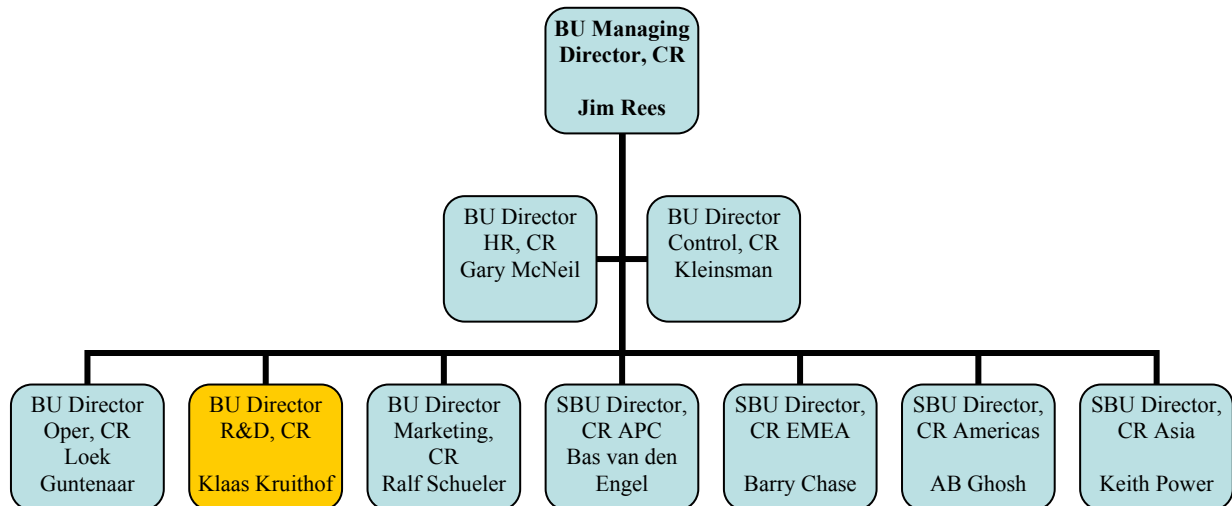 BU Managing
Director, CR
Jim Rees
BU Director
HR, CR
Gary McNeil
BU Director
Control, CR
Kleinsman
BU Director
Oper, CR
Loek
Guntenaar
BU Director
R&D, CR
Klaas Kruithof
BU Director
Marketing,
CR
Ralf Schueler
SBU Director,
CR APC
Bas van den
Engel
SBU Director,
CR EMEA
Barry Chase
SBU Director,
CR Americas
AB Ghosh
SBU Director,
CR Asia
Keith Power